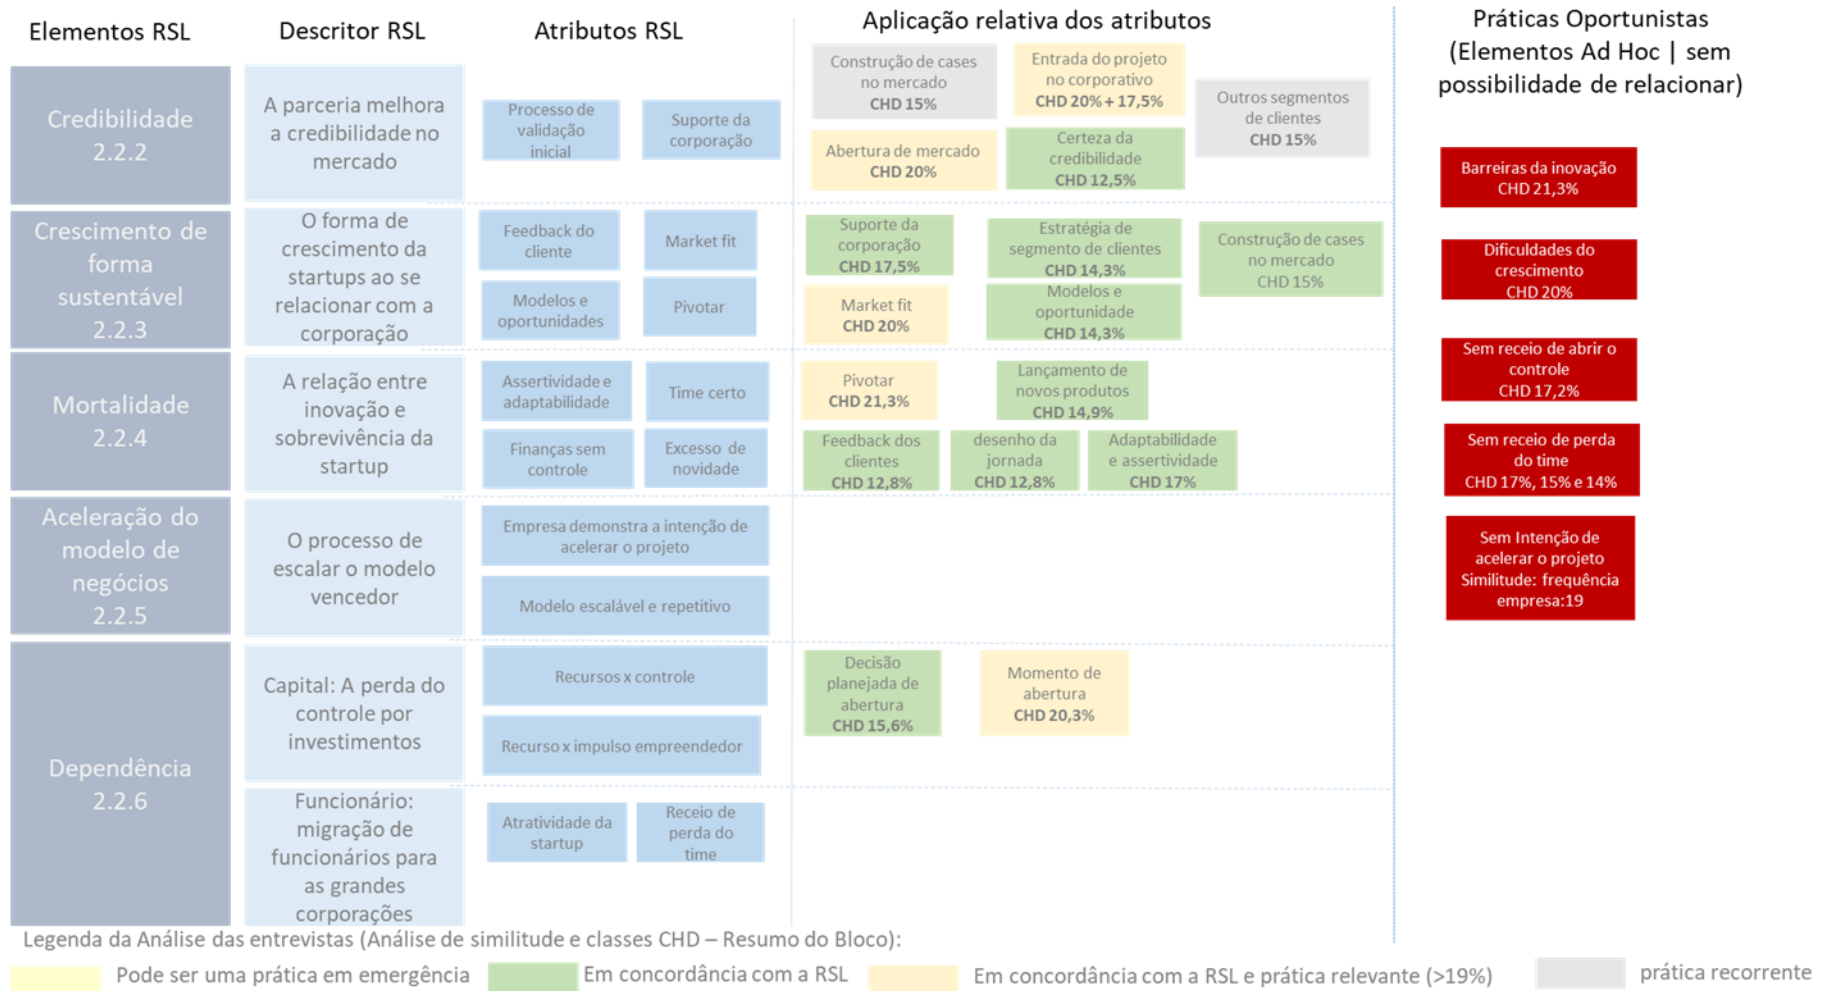 Elementos RSL
Descritor RSL
Atributos RSL
Aplicação relativa dos atributos
Práticas Oportunistas
(Elementos Ad Hoc | sem
possibilidade de relacionar)
Credibilidade
2.2.2
A parceria melhora
a credibilidade no
mercado
Processo de
validação
inicial
Suporte da
corporação
Construção de cases
no mercado
CHD 15%
Entrada do projeto
no corporativo
CHD 20% + 17,5%
Outros segmentos
de clientes
CHD 15%
Abertura de mercado
CHD 20%
Certeza da
credibilidade
CHD 12,5%
Barreiras da inovação
CHD 21,3%
Crescimento de
forma
sustentável
2.2.3
O forma de
crescimento da
startups ao se
relacionar com a
corporação
Feedback do
cliente
Market fit
Modelos e
oportunidades
Pivotar
Suporte da
corporação
CHD 17,5%
Estratégia de
segmento de clientes
CHD 14,3%
Construção de cases
no mercado
CHD 15%
Market fit
CHD 20%
Modelos e
oportunidade
CHD 14,3%
Dificuldades do
crescimento
CHD 20%
Sem receio de abrir o
controle
CHD 17,2%
Mortalidade
2.2.4
A relação entre
inovação e
sobrevivência da
startup
Assertividade e
adaptabilidade
Time certo
Finanças sem
controle
Excesso de
novidade
Pivotar
CHD 21,3%
Lançamento de
novos produtos
CHD 14,9%
Feedback dos
clientes
CHD 12,8%
desenho da
jornada
CHD 12,8%
Adaptabilidade
e assertividade
CHD 17%
Sem receio de perda
do time
CHD 17%, 15% e 14%
Aceleração do
modelo de
negócios
2.2.5
O processo de
escalar o modelo
vencedor
Empresa demonstra a intenção de
acelerar o projeto
Modelo escalável e repetitivo
Sem Intenção de
acelerar o projeto
Similitude: frequência
empresa:19
Dependência
2.2.6
Capital: A perda do
controle por
investimentos
Recursos x controle
Recurso x impulso empreendedor
Decisão
planejada de
abertura
CHD 15,6%
Momento de
abertura
CHD 20,3%
Funcionário:
migração de
funcionários para
as grandes
corporações
Atratividade da
startup
Receio de
perda do
time
Legenda da Análise das entrevistas (Análise de similitude e classes CHD – Resumo do Bloco):
Pode ser uma prática em emergência
Em concordância com a RSL
Em concordância com a RSL e prática relevante (>19%)
prática recorrente